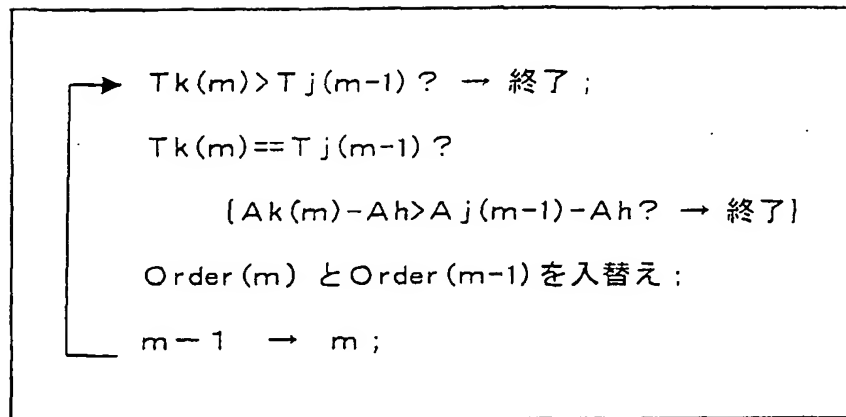 Tk(m)>Tj(m-1)? → 終了;
Tk(m)==Tj(m-1)?
{Ak(m)-Ah>Aj(m-1)-Ah? → 終了}
Order(m) とOrder(m-1)を入替え;
m-1 → m;